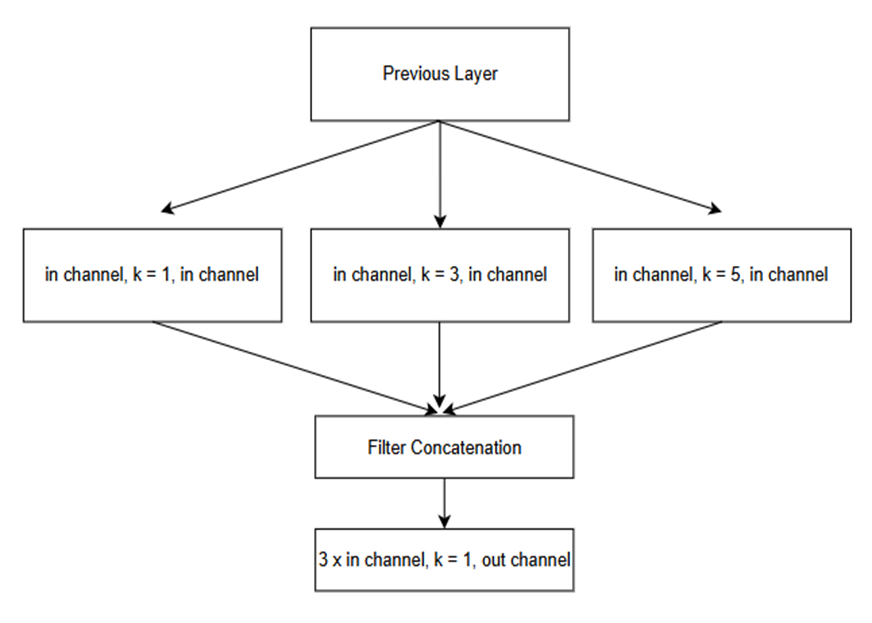 Previous Layer
in channel, k = 1, in channel
in channel, k = 3, in channel
in channel, k = 5, in channel
Filter Concatenation
3 x in channel, k = 1, out channel